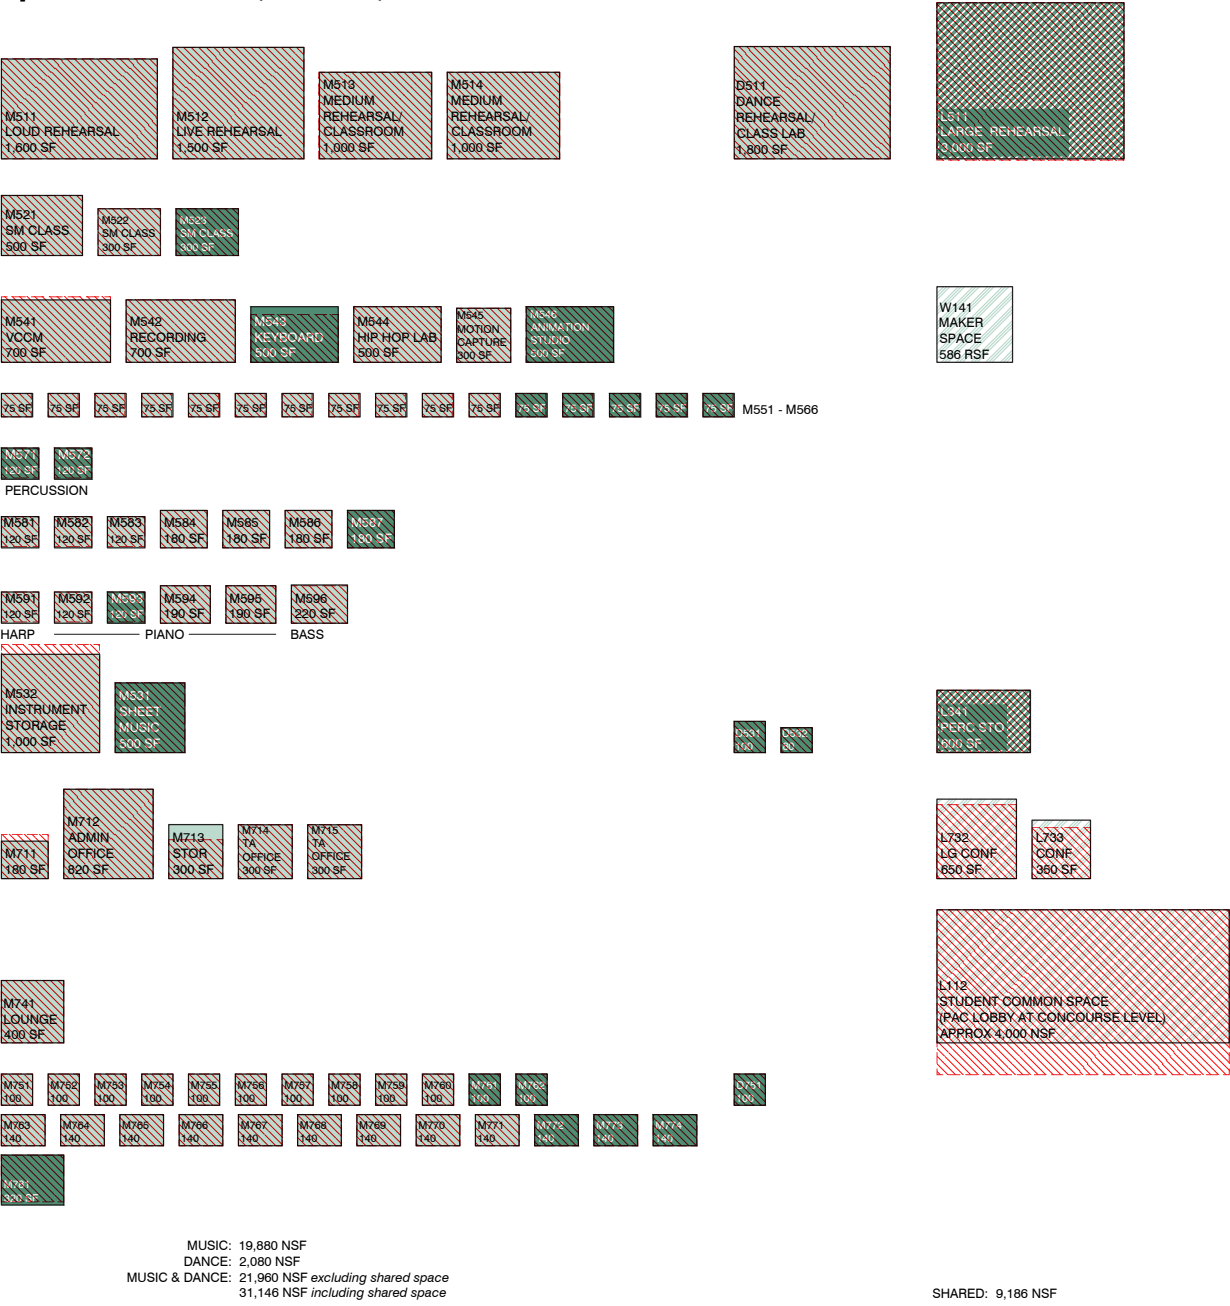 M511
LOUD REHEARSAL
1,600 SF
M512
LIVE REHEARSAL
1,500 SF
M513
MEDIUM
REHEARSAL/
CLASSROOM
1,000 SF
M514
MEDIUM
REHEARSAL/
CLASSROOM
1,000 SF
D511
DANCE
REHEARSAL/
CLASS LAB
1,800 SF
L511
LARGE REHEARSAL
3,000 SF
M521
SM CLASS
500 SF
M522
SM CLASS
300 SF
M523
SM CLASS
300 SF
M541
VCCM
700 SF
M542
RECORDING
700 SF
M543
KEYBOARD
500 SF
M544
HIP HOP LAB
500 SF
M545
MOTION
CAPTURE
300 SF
M546
ANIMATION
STUDIO
500 SF
W141
MAKER
SPACE
586 RSF
75 SF 75 SF 75 SF 75 SF 75 SF 75 SF 75 SF 75 SF 75 SF 75 SF 75 SF 75 SF 75 SF 75 SF 75 SF 75 SF M551 - M566
M571
120 SF
M572
120 SF
PERCUSSION
M581
120 SF
M582
120 SF
M583
120 SF
M584
180 SF
M585
180 SF
M586
180 SF
M587
180 SF
M591
120 SF
M592
120 SF
M593
120 SF
M594
190 SF
M595
190 SF
M596
220 SF
HARP PIANO BASS
M532
INSTRUMENT
STORAGE
1,000 SF
M531
SHEET
MUSIC
500 SF
D531
100
D532
80
L341
PERC STO
600 SF
M711
180 SF
M712
ADMIN
OFFICE
820 SF
M713
STOR
300 SF
M714
TA
OFFICE
300 SF
M715
TA
OFFICE
300 SF
L732
LG CONF
650 SF
L733
CONF
350 SF
M741
LOUNGE
400 SF
L112
STUDENT COMMON SPACE
(PAC LOBBY AT CONCOURSE LEVEL)
APPROX 4,000 NSF
M751
100
M752
100
M753
100
M754
100
M755
100
M756
100
M757
100
M758
100
M759
100
M760
100
M761
100
M762
100
D751
100
M763
140
M764
140
M765
140
M766
140
M767
140
M768
140
M769
140
M770
140
M771
140
M772
140
M773
140
M774
140
M781
320 SF
MUSIC: 19,880 NSF
DANCE: 2,080 NSF
MUSIC & DANCE: 21,960 NSF excluding shared space
31,146 NSF including shared space
SHARED: 9,186 NSF